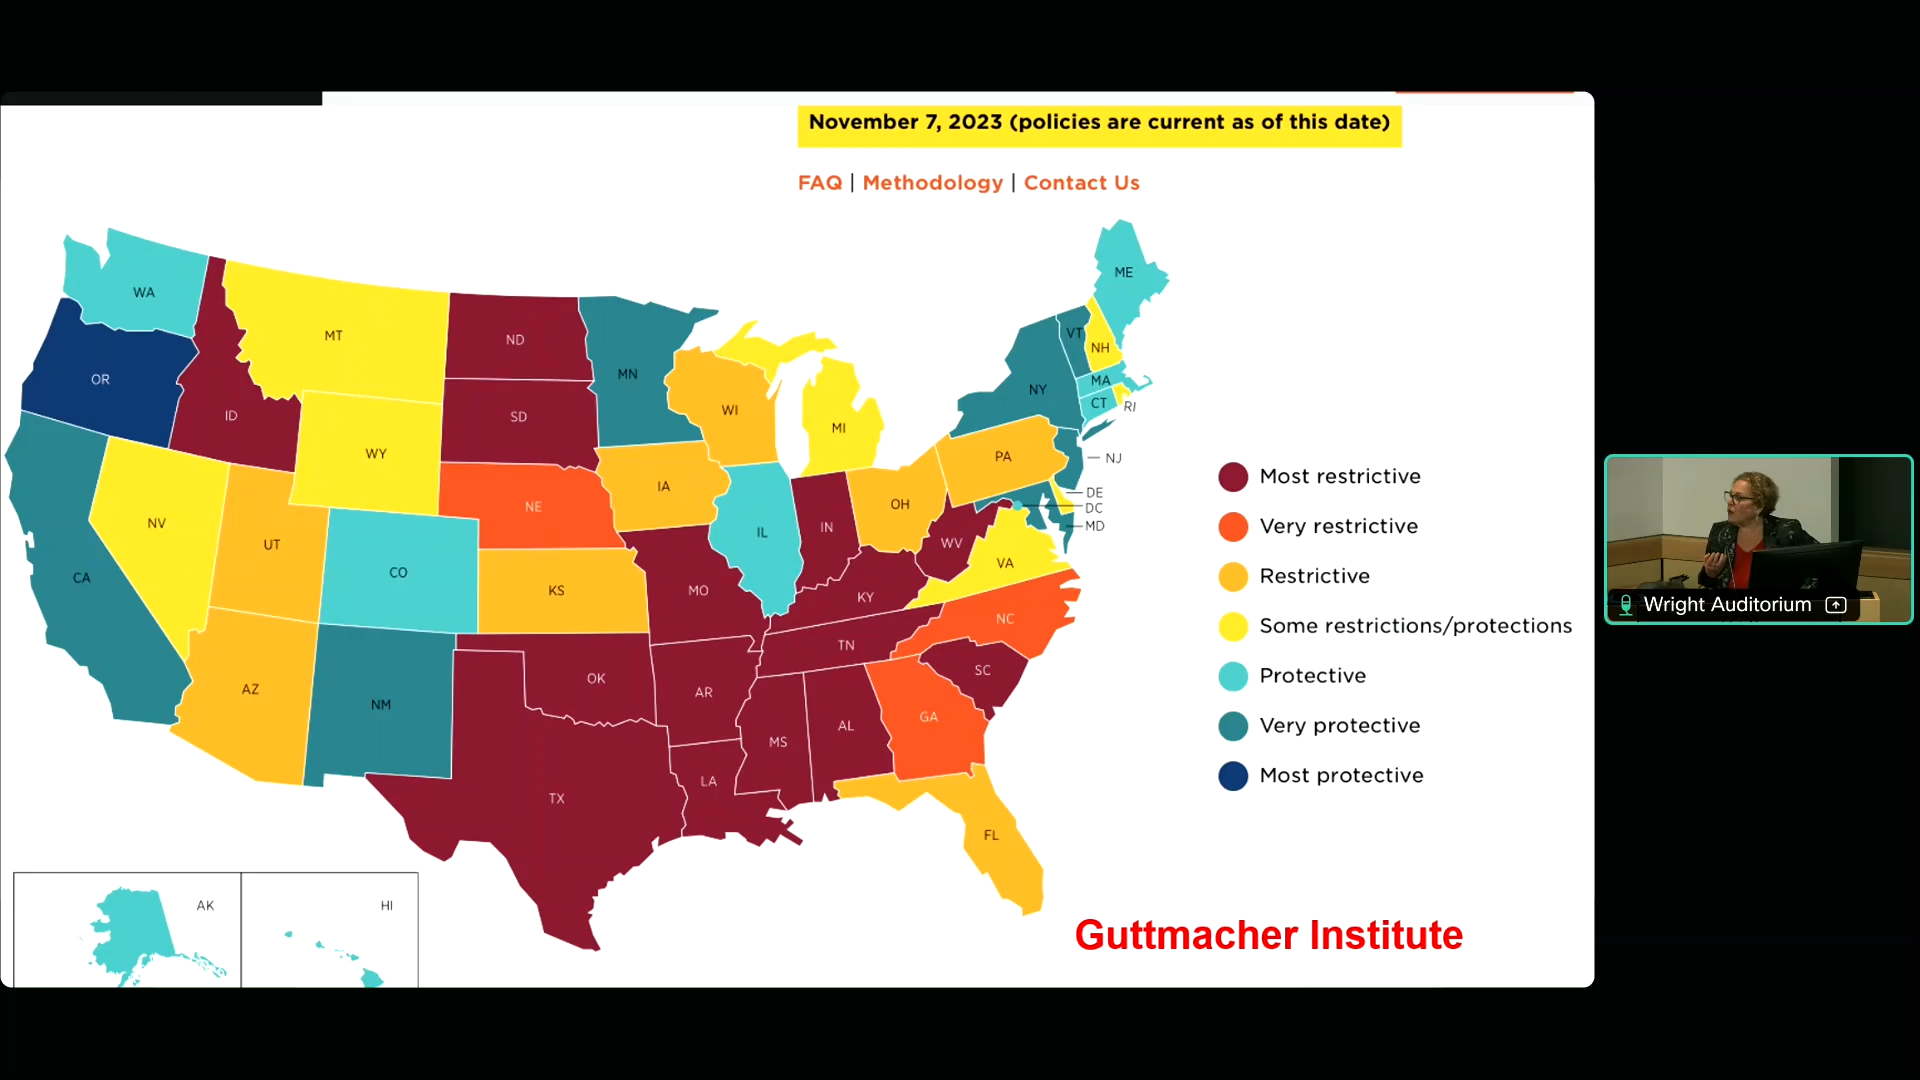 November 7, 2023 (policies are current as of this date)
FAQ | Methodology | Contact Us
WA
MT
ND
MN
ME
VT
NH
OR
ID
SD
WI
MI
NY
MA
CT
RI
WY
NE
IA
PA
NJ
NV
UT
CO
KS
IL
IN
OH
DE
DC
MD
WV
VA
CA
MO
KY
NC
AZ
NM
OK
AR
TN
SC
TX
LA
MS
AL
GA
FL
AK
HI
Most restrictive
Very restrictive
Restrictive
Some restrictions/protections
Protective
Very protective
Most protective
Guttmacher Institute
Wright Auditorium